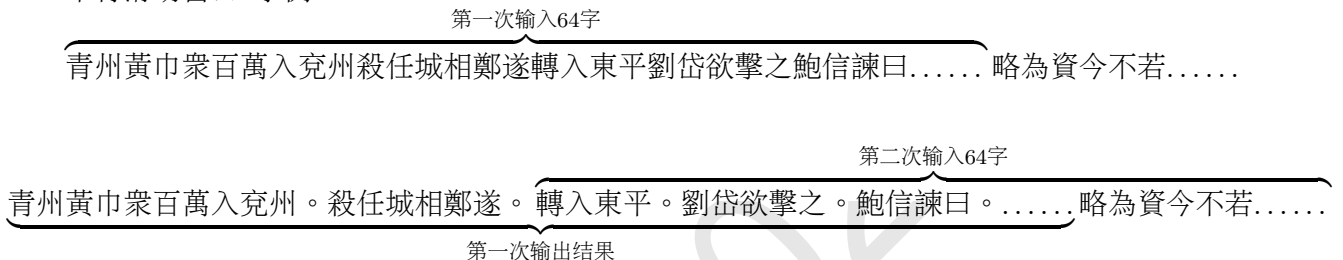 第一次输入64字
青州黃巾衆百萬入兗州殺任城相鄭遂轉入東平劉岱欲擊之鮑信諫曰...... 略為資今不若......
第二次输入64字
青州黃巾衆百萬入兗州。殺任城相鄭遂。轉入東平。劉岱欲擊之。鮑信諫曰。......略為資今不若......
第一次输出结果